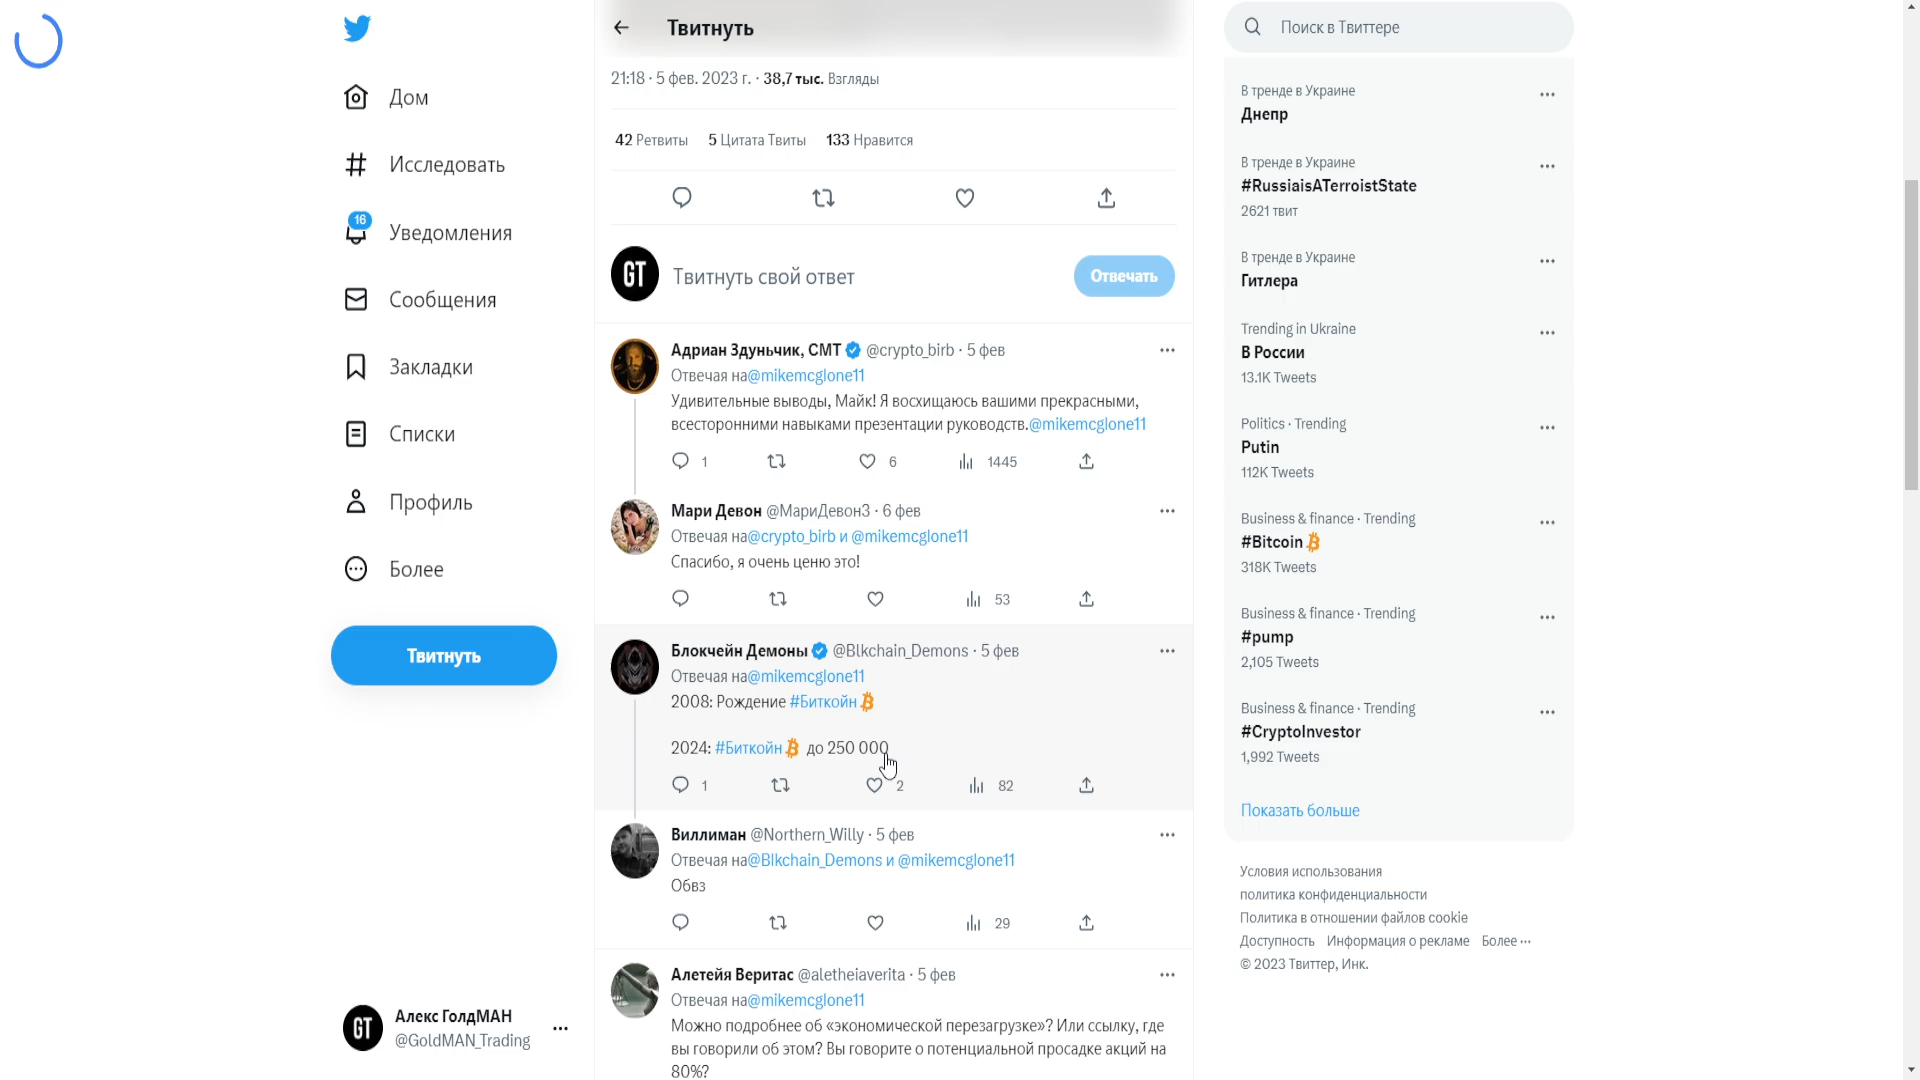 Дом
Исследовать
16
Уведомления
Сообщения
Закладки
Списки
Профиль
Более
Твитнуть
GT
Алекс ГолдМАН
@GoldMAN_Trading
Твитнуть
21:18 · 5 фев. 2023 г. · 38,7 тыс. Взгляды
42 Ретвиты 5 Цитата Твиты 133 Нравится
GT
Твитнуть свой ответ
Отвечать
Адриан Здуньчик, CMT @crypto_birb · 5 фев
Отвечая на@mikemcglone11
Удивительные выводы, Майк! Я восхищаюсь вашими прекрасными,
всесторонними навыками презентации руководств.@mikemcglone11
1 6 1445
Мари Девон @МариДевон3 · 6 фев
Отвечая на@crypto_birb и @mikemcglone11
Спасибо, я очень ценю это!
53
Блокчейн Демоны @Blkchain_Demons · 5 фев
Отвечая на@mikemcglone11
2008: Рождение #Биткойн
2024: #Биткойн до 250 000
1 2 82
Виллиман @Northern_Willy · 5 фев
Отвечая на@Blkchain_Demons и @mikemcglone11
Обвз
29
Алетейя Веритас @aletheiaverita · 5 фев
Отвечая на@mikemcglone11
Можно подробнее об «экономической перезагрузке»? Или ссылку, где
вы говорили об этом? Вы говорите о потенциальной просадке акций на
80%?
Поиск в Твиттере
В тренде в Украине
Днепр
В тренде в Украине
#RussiaisATerroistState
2621 твит
В тренде в Украине
Гитлера
Trending in Ukraine
В России
13.1K Tweets
Politics · Trending
Putin
112K Tweets
Business & finance · Trending
#Bitcoin
318K Tweets
Business & finance · Trending
#pump
2,105 Tweets
Business & finance · Trending
#CryptoInvestor
1,992 Tweets
Показать больше
Условия использования
политика конфиденциальности
Политика в отношении файлов cookie
Доступность Информация о рекламе Более ···
© 2023 Твиттер, Инк.